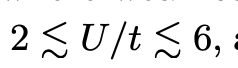 2 ≲ U/t ≲ 6,